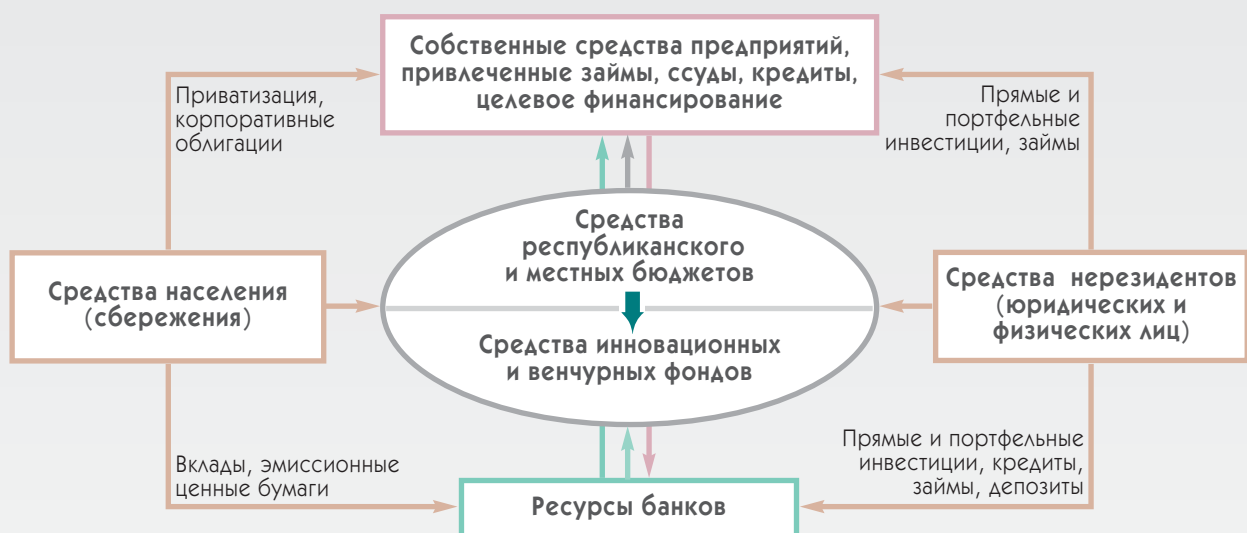 Собственные средства предприятий,
привлеченные займы, ссуды, кредиты,
целевое финансирование
Приватизация,
корпоративные
облигации
Прямые и
портфельные
инвестиции, займы
Средства
республиканского
и местных бюджетов
Средства населения
(сбережения)
Средства нерезидентов
(юридических и
физических лиц)
Средства инновационных
и венчурных фондов
Вклады, эмиссионные
ценные бумаги
Прямые и портфельные
инвестиции, кредиты,
займы, депозиты
Ресурсы банков